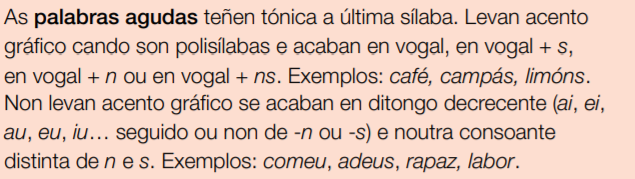 As palabras agudas teñen tónica a última sílaba. Levan acento
gráfico cando son polisílabas e acaban en vogal, en vogal + s,
en vogal + n ou en vogal + ns. Exemplos: café, campás, limóns.
Non levan acento gráfico se acaban en ditongo decrecente (ai, ei,
au, eu, iu… seguido ou non de -n ou -s) e noutra consoante
distinta de n e s. Exemplos: comeu, adeus, rapaz, labor.